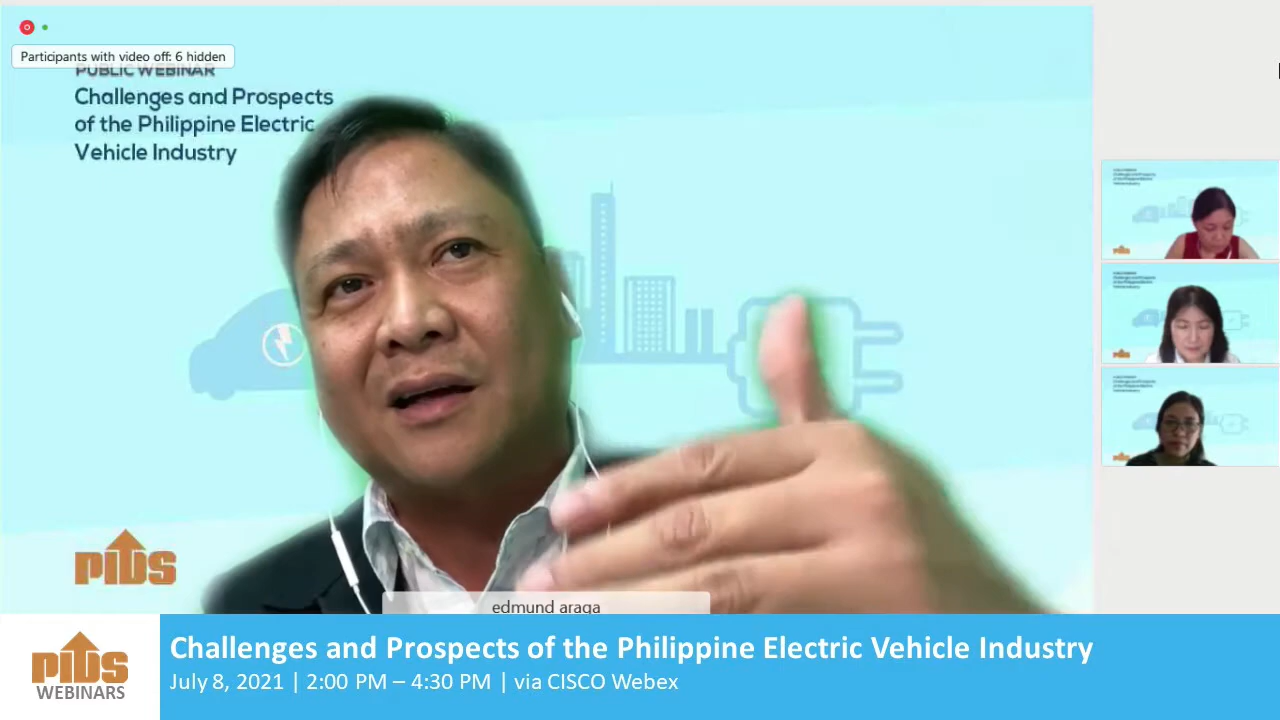 Participants with video off: 6 hidden
PUBLIC WEBINAR
Challenges and Prospects
of the Philippine Electric
Vehicle Industry
PIDS
edmund araga
PIDS
WEBINARS
Challenges and Prospects of the Philippine Electric Vehicle Industry
July 8, 2021 | 2:00 PM – 4:30 PM | via CISCO Webex